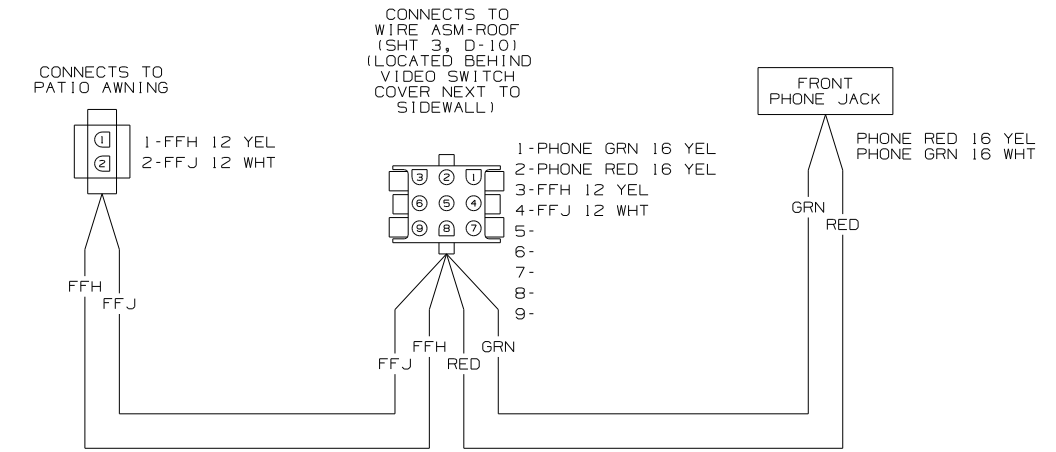 CONNECTS TO
WIRE ASM-ROOF
(SHT 3, D-10)
(LOCATED BEHIND
VIDEO SWITCH
COVER NEXT TO
SIDEWALL)
CONNECTS TO
PATIO AWNING
1
2
1-FFH 12 YEL
2-FFJ 12 WHT
FFH
FFJ
3 2 1
6 5 4
9 8 7
1-PHONE GRN 16 YEL
2-PHONE RED 16 YEL
3-FFH 12 YEL
4-FFJ 12 WHT
5-
6-
7-
8-
9-
FFJ
FFH
RED
GRN
FRONT
PHONE JACK
PHONE RED 16 YEL
PHONE GRN 16 WHT
GRN
RED